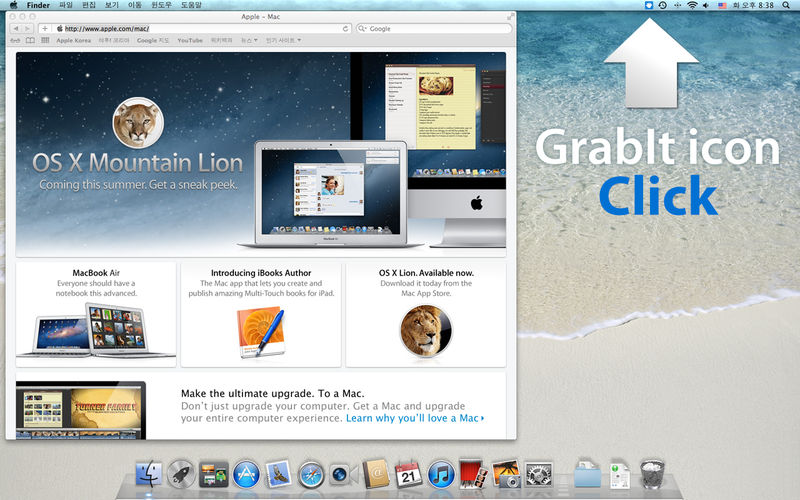 Finder 파일 편집 보기 이동 윈도우 도움말
화 오후 8:38
Apple – Mac
http://www.apple.com/mac/
Google
Apple Korea 야후! 코리아 Google 지도 YouTube 위키백과 뉴스 인기 사이트
OS X Mountain Lion
Coming this summer. Get a sneak peek.
MacBook Air
MacBook Air
Everyone should have a
notebook this advanced.
Introducing iBooks Author
The Mac app that lets you create and
publish amazing Multi-Touch books for iPad.
OS X Lion. Available now.
Download it today from the
Mac App Store.
Make the ultimate upgrade. To a Mac.
Don't just upgrade your computer. Get a Mac and upgrade
your entire computer experience. Learn why you'll love a Mac
GrabIt icon
Click
21